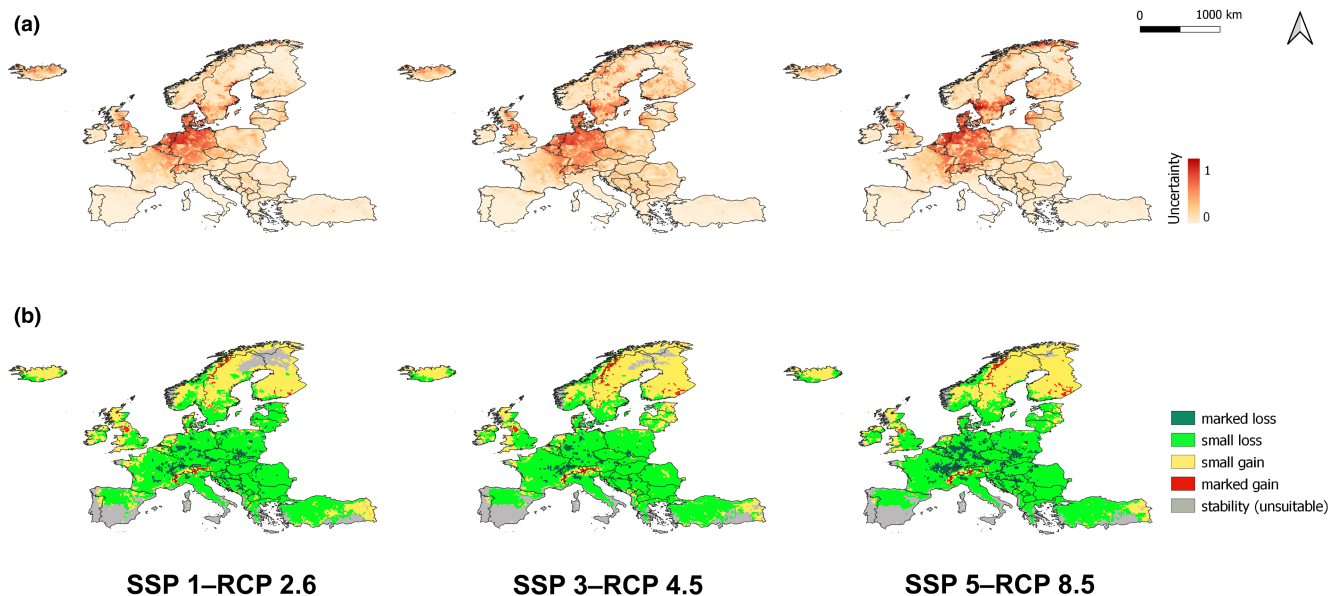 (a)
0 1000 km
Uncertainty
1
0
(b)
marked loss
small loss
small gain
marked gain
stability (unsuitable)
SSP 1–RCP 2.6
SSP 3–RCP 4.5
SSP 5–RCP 8.5